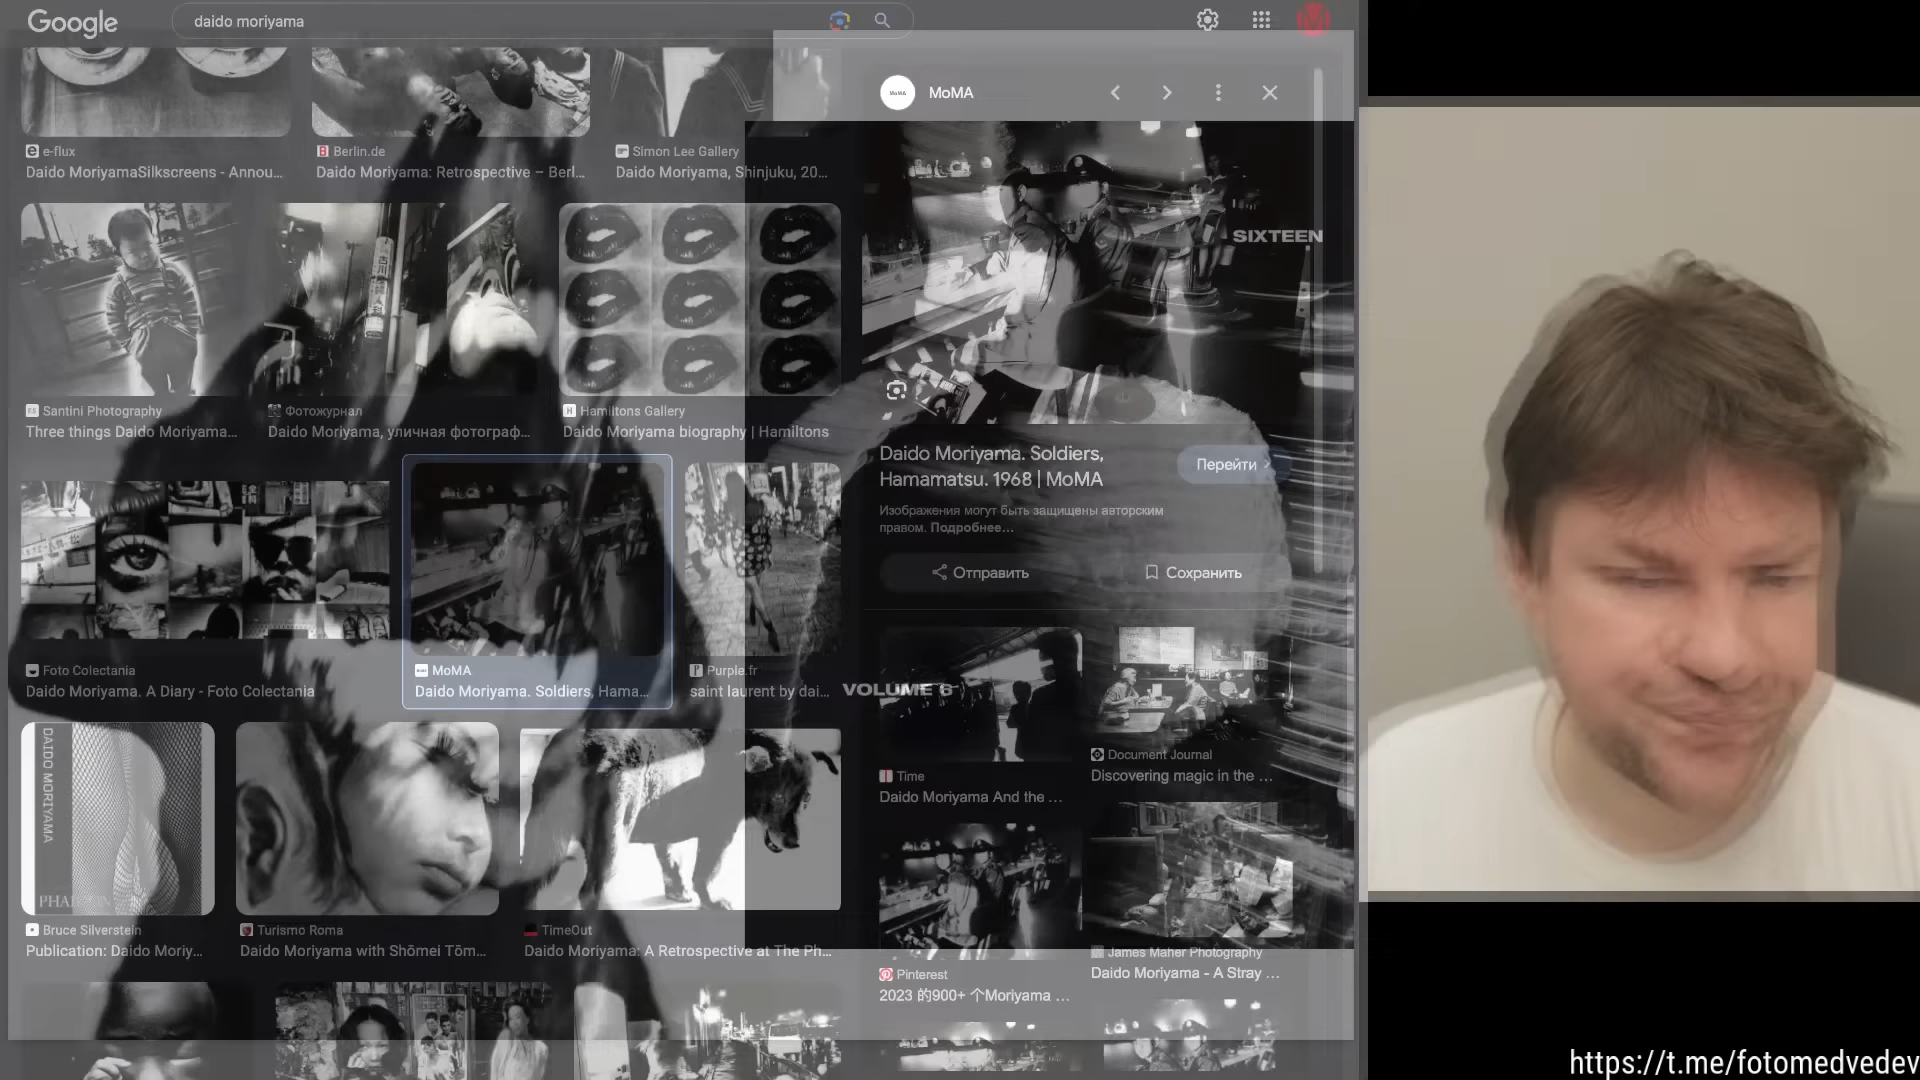 Google
daido moriyama
MoMA
e-flux
Daido MoriyamaSilkscreens - Annou...
Berlin.de
Daido Moriyama: Retrospective – Berl...
Simon Lee Gallery
Daido Moriyama, Shinjuku, 20...
SIXTEEN
Santini Photography
Three things Daido Moriyama...
Фотожурнал
Daido Moriyama, уличная фотограф...
Hamiltons Gallery
Daido Moriyama biography | Hamiltons
Daido Moriyama. Soldiers,
Hamamatsu. 1968 | MoMA
Перейти
Изображения могут быть защищены авторским
правом. Подробнее...
Отправить
Сохранить
Foto Colectania
Daido Moriyama. A Diary - Foto Colectania
MoMA
Daido Moriyama. Soldiers, Hama...
Purple.fr
saint laurent by dai...
VOLUME 6
Time
Daido Moriyama And the ...
Document Journal
Discovering magic in the ...
DAIDO MORIYAMA
Bruce Silverstein
Publication: Daido Moriy...
Turismo Roma
Daido Moriyama with Shōmei Tōm...
TimeOut
Daido Moriyama: A Retrospective at The Ph...
Pinterest
2023 的900+ 个Moriyama ...
James Maher Photography
Daido Moriyama - A Stray ...
https://t.me/fotomedvedev